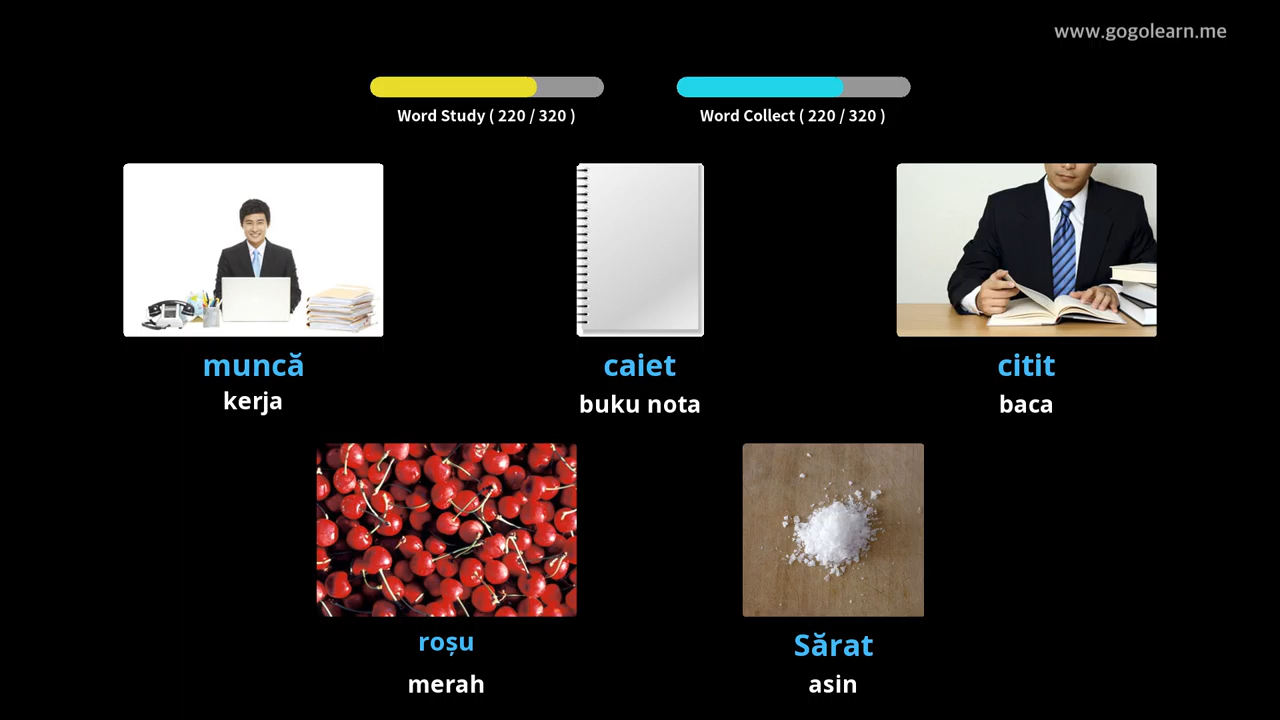 www.gogolearn.me
Word Study ( 220 / 320 )
Word Collect ( 220 / 320 )
muncă
kerja
caiet
buku nota
citit
baca
roșu
merah
Sărat
asin